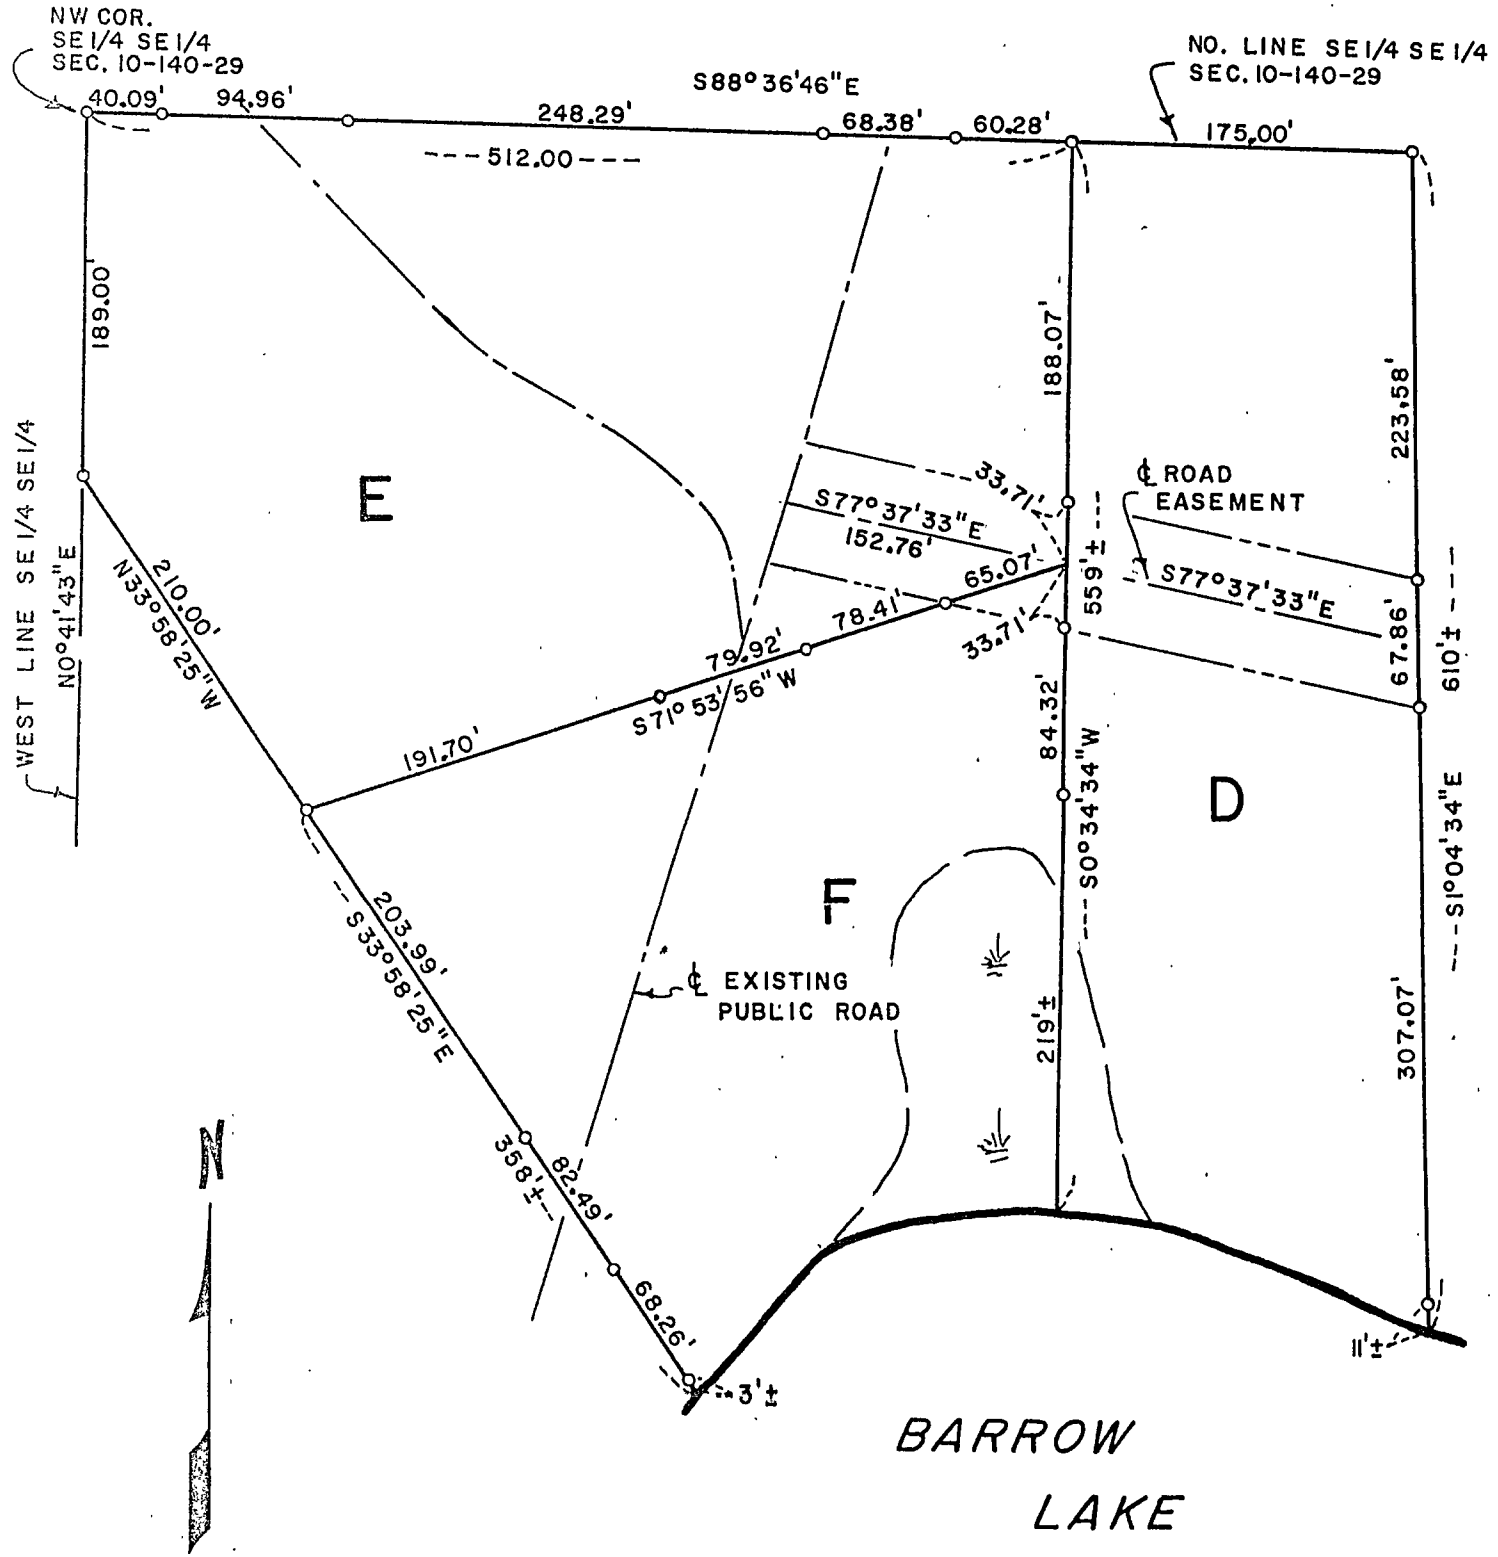 NW COR.
SE 1/4 SE 1/4
SEC. 10-140-29
NO. LINE SE 1/4 SE 1/4
SEC. 10-140-29
S88°36'46"E
40.09'
94.96'
248.29'
68.38'
60.28'
175.00'
---512.00---
189.00'
188.07'
223.58'
WEST LINE SE 1/4 SE 1/4
N0°41'43"E
E
33.71'
S77°37'33"E
152.76'
65.07'
℄ ROAD
EASEMENT
S77°37'33"E
559'±
67.86'
610'±
210.00'
N33°58'25"W
78.41'
33.71'
79.92'
S71°53'56"W
191.70'
84.32'
S0°34'34"W
D
S1°04'34"E
F
203.99'
S33°58'25"E
℄ EXISTING
PUBLIC ROAD
219'±
307.07'
N
358'±
82.49'
68.26'
3'±
11'±
BARROW
LAKE